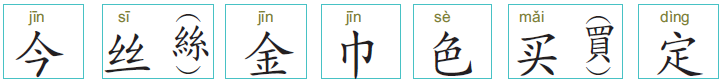 jīn sī jīn jīn sè mǎi dìng
今 丝(絲) 金 巾 色 买(買) 定